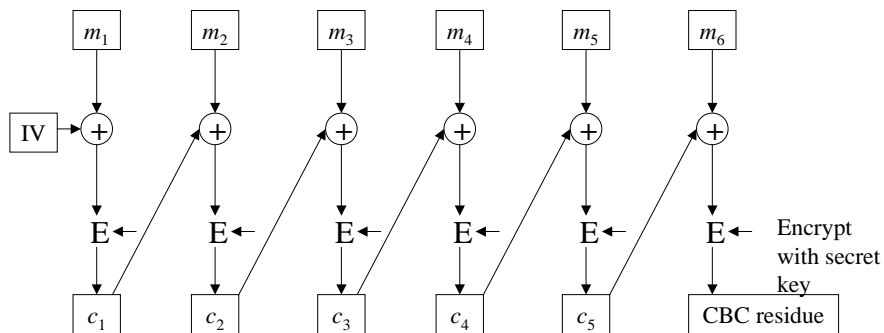 m₁ m₂ m₃ m₄ m₅ m₆
IV + + + + + +
E E E E E E
Encrypt
with secret
key
c₁ c₂ c₃ c₄ c₅ CBC residue